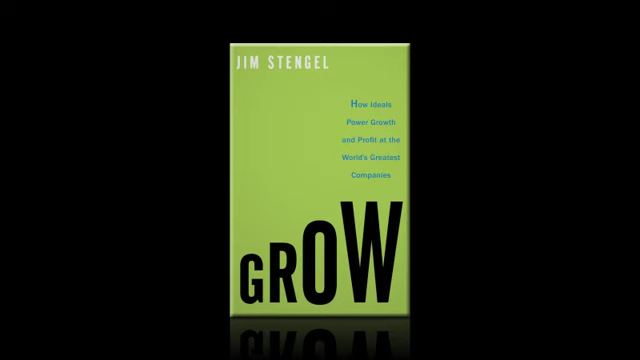 JIM STENGEL
How Ideals
Power Growth
and Profit at the
World's Greatest
Companies
GROW